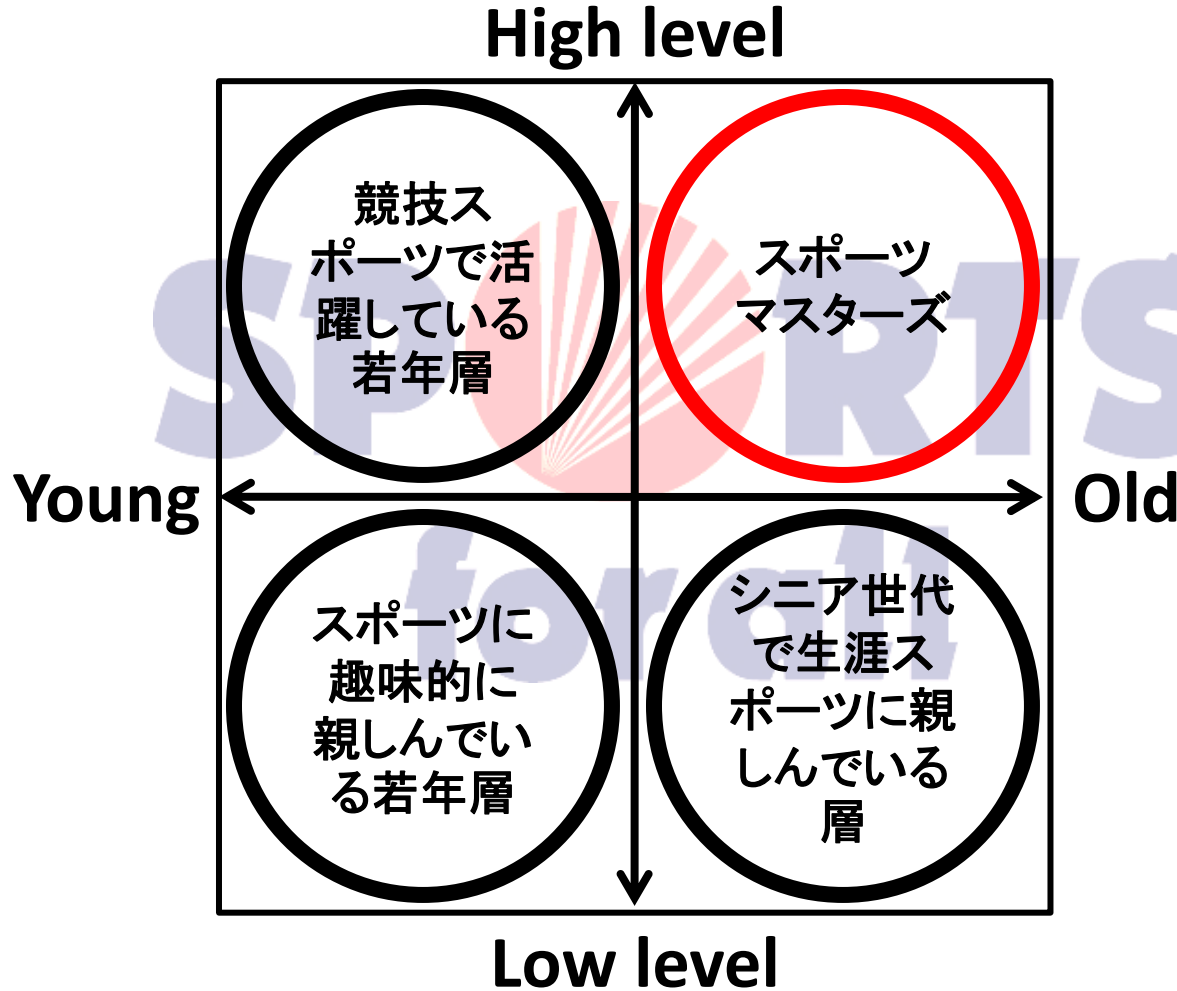 High level
競技ス
ポーツで活
躍している
若年層
スポーツ
マスターズ
SPORTS
Young
Old
for all
スポーツに
趣味的に
親しんでい
る若年層
シニア世代
で生涯ス
ポーツに親
しんでいる
層
Low level